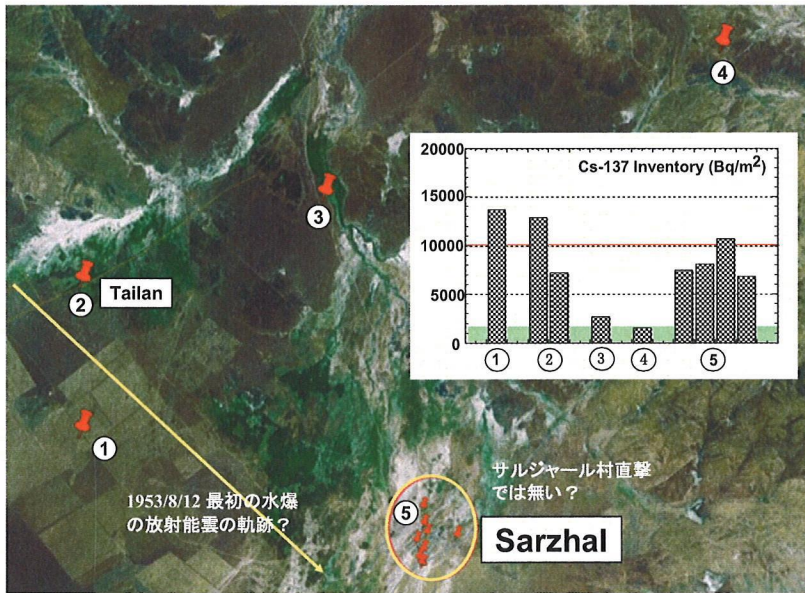 4
20000
Cs-137 Inventory (Bq/m²)
15000
10000
5000
0
1 2 3 4 5
3
2 Tailan
1
1953/8/12 最初の水爆
の放射能雲の軌跡？
サルジャール村直撃
では無い？
5
Sarzhal